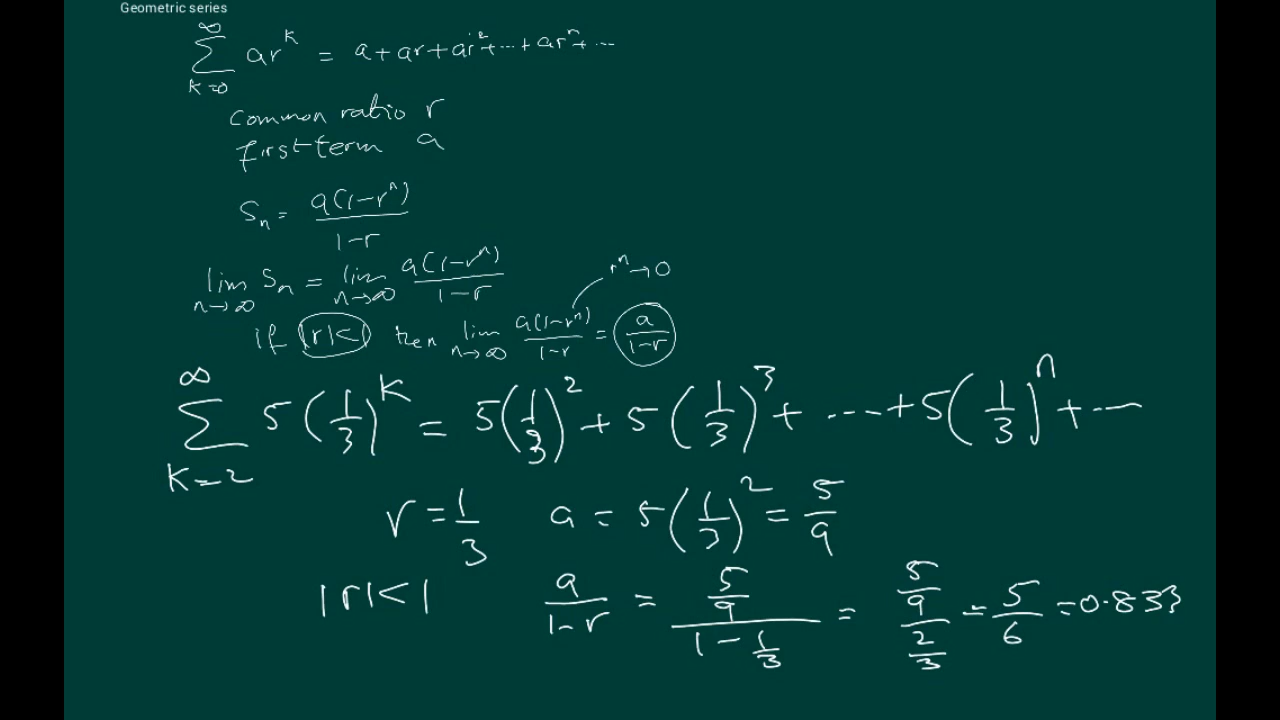 Geometric series
∞
∑ ar^k = a + ar + ar^2 + ... + ar^n + ...
k=0
common ratio r
first term a
S_n = a(1-r^n) / 1-r
lim n→∞ S_n = lim n→∞ a(1-r^n) / 1-r
r^n → 0
if |r|<1 then lim n→∞ a(1-r^n) / 1-r = a / 1-r
∞
∑ 5(1/3)^k = 5(1/3)^2 + 5(1/3)^3 + ... + 5(1/3)^n + ...
k=2
r = 1/3 a = 5(1/3)^2 = 5/9
|r|<1 a / 1-r = 5/9 / 1 - 1/3 = 5/9 / 2/3 = 5/6 = 0.833